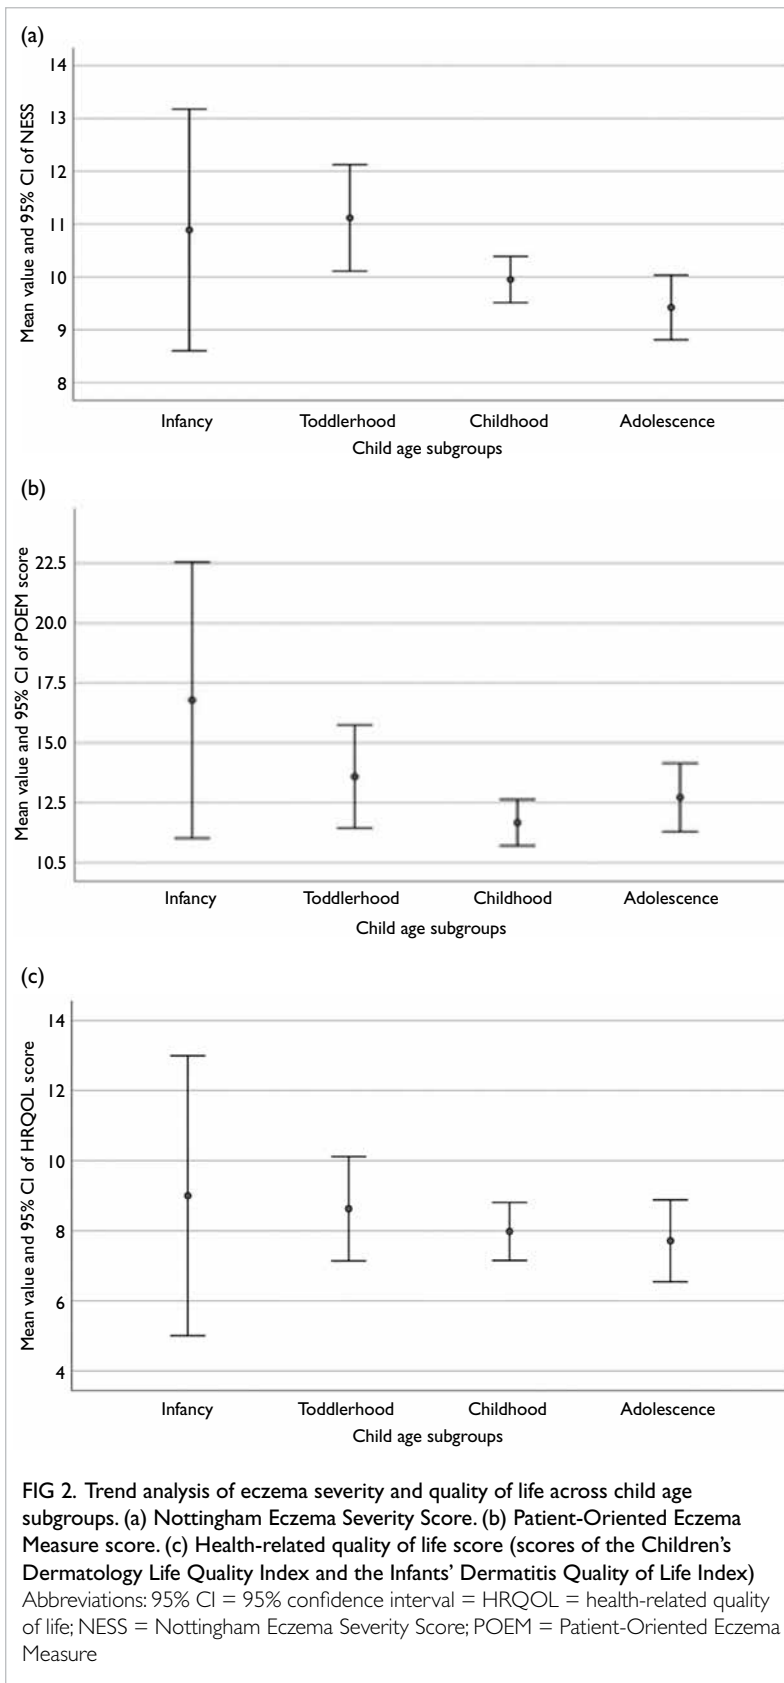 (a)
Mean value and 95% CI of NESS
14
13
12
11
10
9
8
Infancy Toddlerhood Childhood Adolescence
Child age subgroups
(b)
Mean value and 95% CI of POEM score
22.5
20.0
17.5
15.0
12.5
10.5
Infancy Toddlerhood Childhood Adolescence
Child age subgroups
(c)
Mean value and 95% CI of HRQOL score
14
12
10
8
6
4
Infancy Toddlerhood Childhood Adolescence
Child age subgroups
FIG 2. Trend analysis of eczema severity and quality of life across child age
subgroups. (a) Nottingham Eczema Severity Score. (b) Patient-Oriented Eczema
Measure score. (c) Health-related quality of life score (scores of the Children's
Dermatology Life Quality Index and the Infants' Dermatitis Quality of Life Index)
Abbreviations: 95% CI = 95% confidence interval = HRQOL = health-related quality
of life; NESS = Nottingham Eczema Severity Score; POEM = Patient-Oriented Eczema
Measure